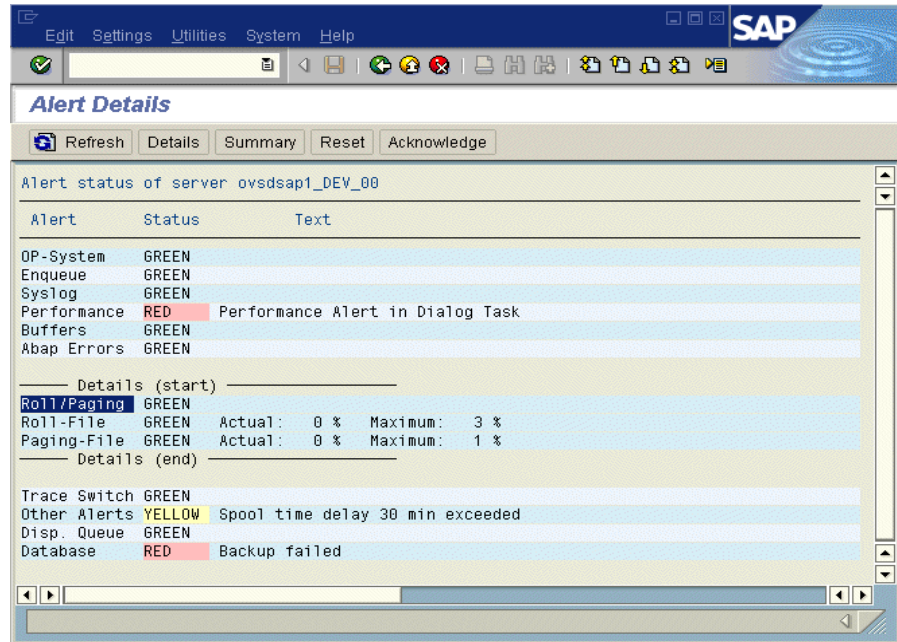 Edit Settings Utilities System Help
SAP
Alert Details
Refresh Details Summary Reset Acknowledge
Alert status of server ovsdsap1_DEV_00
Alert Status Text
OP-System GREEN
Enqueue GREEN
Syslog GREEN
Performance RED Performance Alert in Dialog Task
Buffers GREEN
Abap Errors GREEN
Details (start)
Roll/Paging GREEN
Roll-File GREEN Actual: 0 % Maximum: 3 %
Paging-File GREEN Actual: 0 % Maximum: 1 %
Details (end)
Trace Switch GREEN
Other Alerts YELLOW Spool time delay 30 min exceeded
Disp. Queue GREEN
Database RED Backup failed